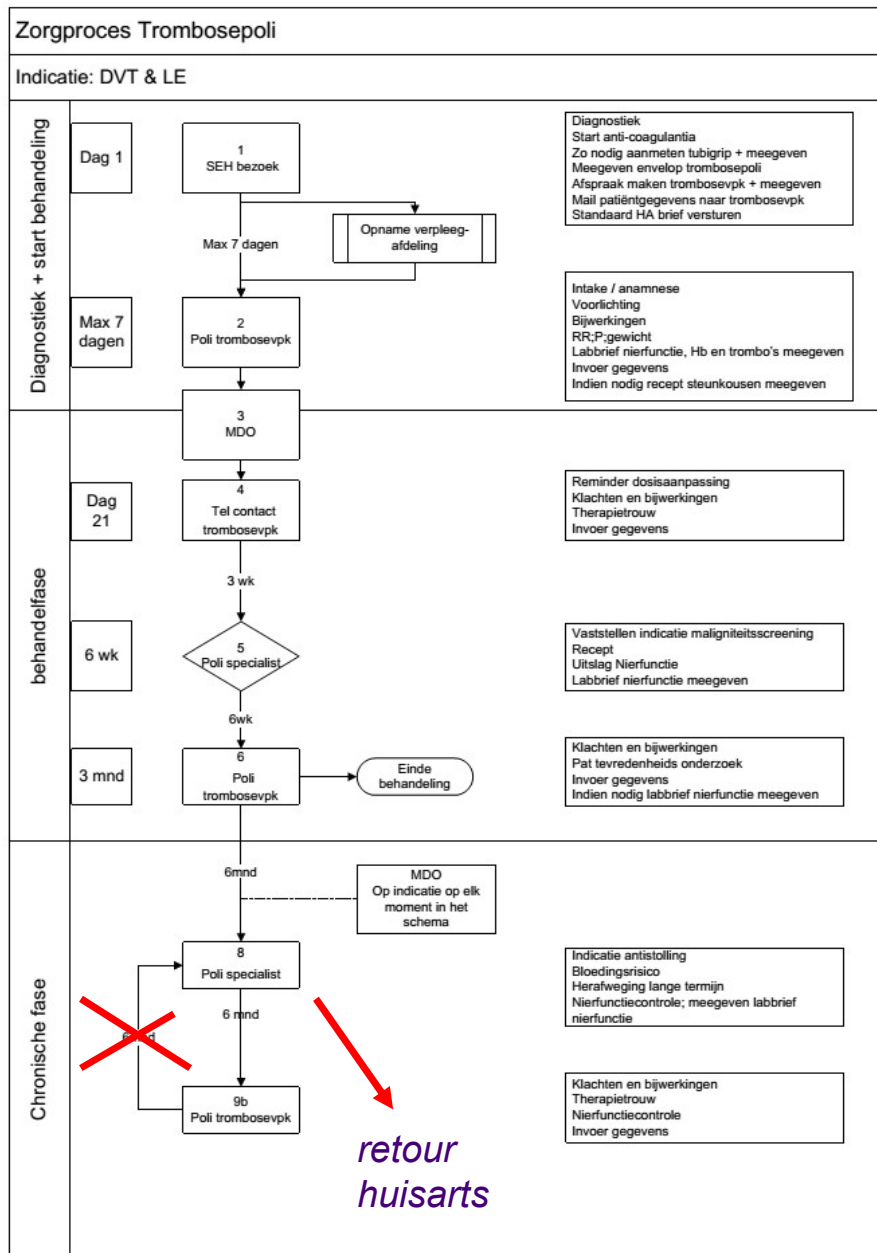 Zorgproces Trombosepoli
Indicatie: DVT & LE
Diagnostiek + start behandeling
Dag 1
1
SEH bezoek
Diagnostiek
Start anti-coagulantia
Zo nodig aanmeten tubigrip + meegeven
Meegeven envelop trombosepoli
Afspraak maken trombosevpk + meegeven
Mail patiëntgegevens naar trombosevpk
Standaard HA brief versturen
Opname verpleeg-
afdeling
Max 7 dagen
Max 7
dagen
2
Poli trombosevpk
Intake / anamnese
Voorlichting
Bijwerkingen
RR;P;gewicht
Labbrief nierfunctie, Hb en trombo's meegeven
Invoer gegevens
Indien nodig recept steunkousen meegeven
3
MDO
behandelfase
Dag
21
4
Tel contact
trombosevpk
Reminder dosisaanpassing
Klachten en bijwerkingen
Therapietrouw
Invoer gegevens
3 wk
6 wk
5
Poli specialist
Vaststellen indicatie maligniteitsscreening
Recept
Uitslag Nierfunctie
Labbrief nierfunctie meegeven
6wk
3 mnd
6
Poli
trombosevpk
Einde
behandeling
Klachten en bijwerkingen
Pat tevredenheids onderzoek
Invoer gegevens
Indien nodig labbrief nierfunctie meegeven
Chronische fase
6mnd
MDO
Op indicatie op elk
moment in het
schema
8
Poli specialist
Indicatie antistolling
Bloedingsrisico
Herafweging lange termijn
Nierfunctiecontrole; meegeven labbrief
nierfunctie
6 mnd
9b
Poli trombosevpk
Klachten en bijwerkingen
Therapietrouw
Nierfunctiecontrole
Invoer gegevens
retour
huisarts